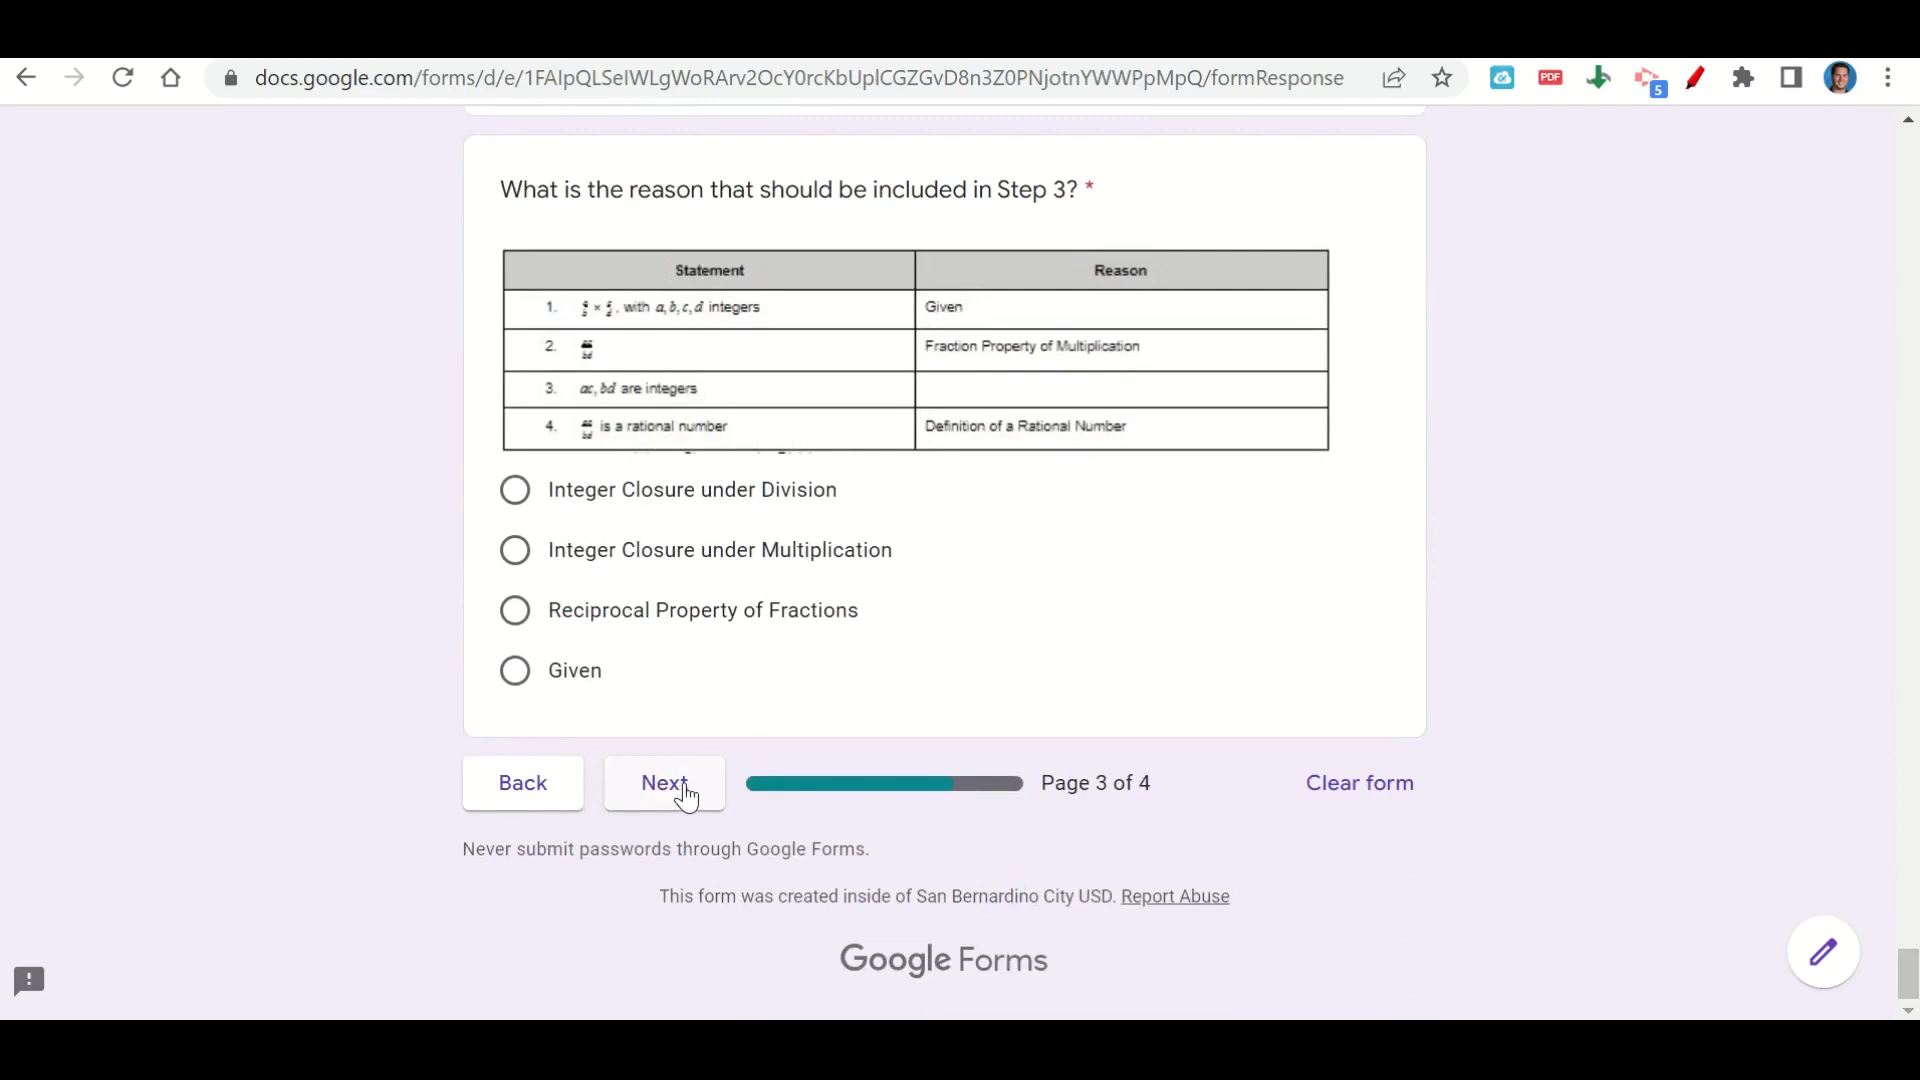 docs.google.com/forms/d/e/1FAIpQLSeIWLgWoRArv2OcY0rcKbUplCGZGvD8n3Z0PNjotnYWWPpMpQ/formResponse
PDF
5
What is the reason that should be included in Step 3? *
Statement Reason
1. , with a, b, c, d integers Given
2. Fraction Property of Multiplication
3. ac, bd are integers
4. is a rational number Definition of a Rational Number
Integer Closure under Division
Integer Closure under Multiplication
Reciprocal Property of Fractions
Given
Back Next Page 3 of 4 Clear form
Never submit passwords through Google Forms.
This form was created inside of San Bernardino City USD. Report Abuse
Google Forms